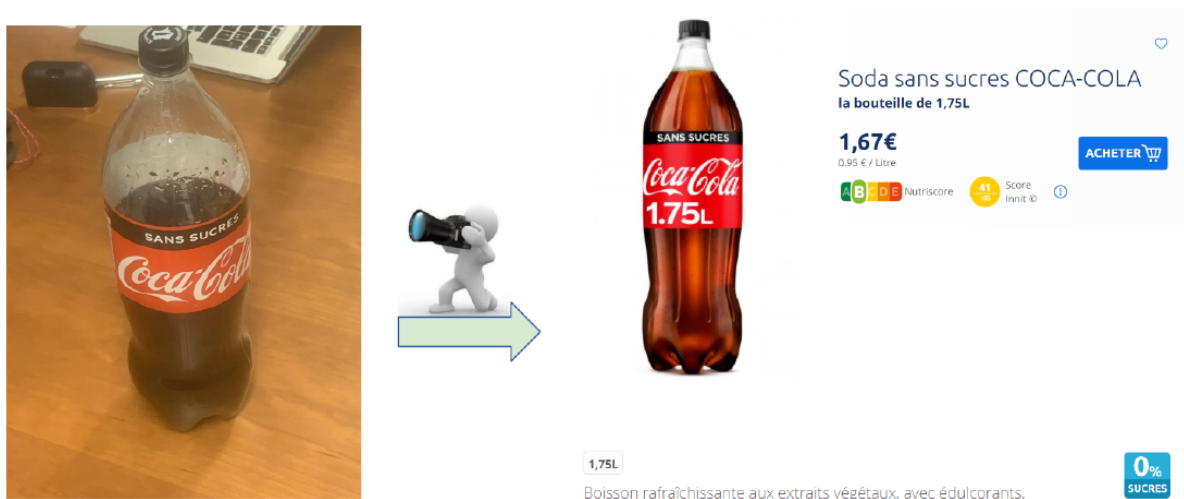 SANS SUCRES
Coca-Cola
SANS SUCRES
Coca-Cola
1.75L
Soda sans sucres COCA-COLA
la bouteille de 1,75L
1,67€
0.95 € / Litre
ACHETER
A B C D E Nutriscore
41
100
Score
Innit ©
1,75L
Boisson rafraîchissante aux extraits végétaux, avec édulcorants.
0%
SUCRES